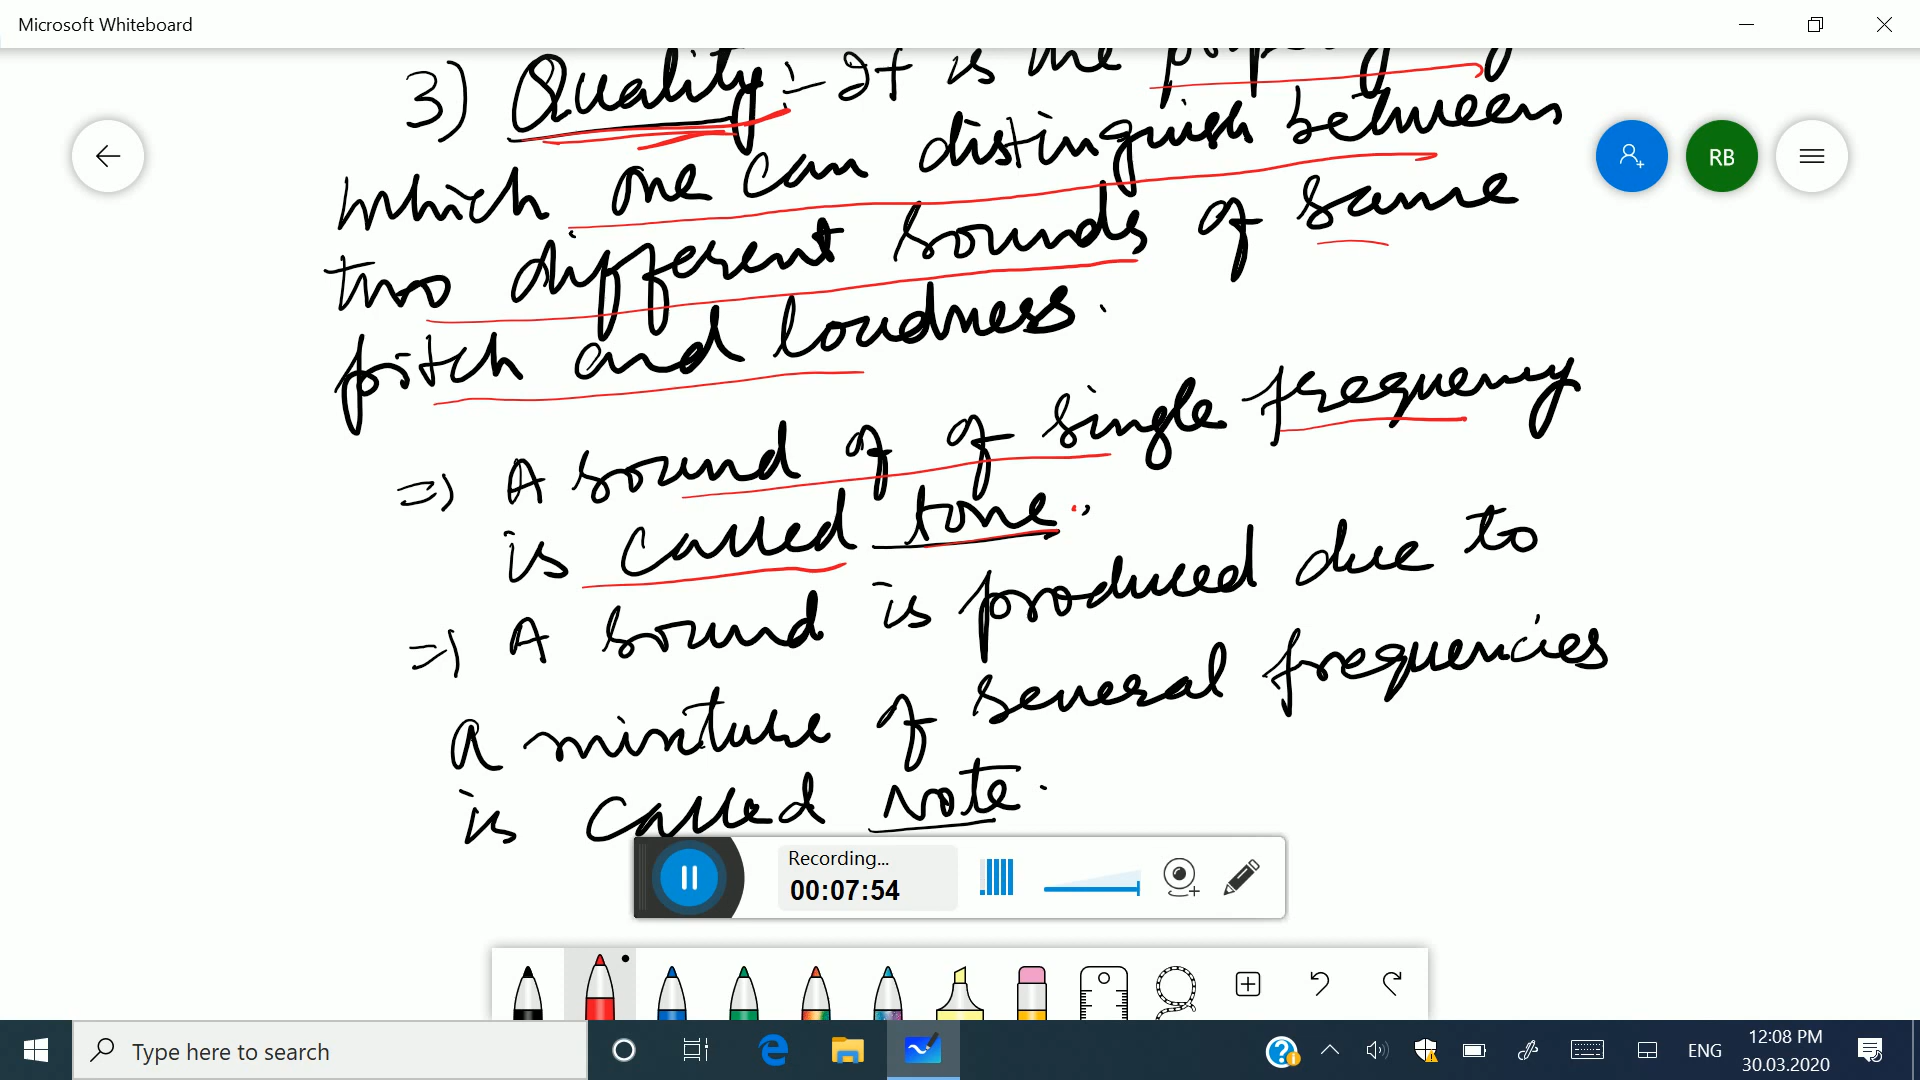 Microsoft Whiteboard
3) Quality :- It is the property
RB
which one can distinguish between
two different sounds of same
pitch and loudness.
=> A sound of of single frequency
is called tone.
=> A sound is produced due to
a mixture of several frequencies
is called note.
Recording...
00:07:54
Type here to search
ENG
12:08 PM
30.03.2020